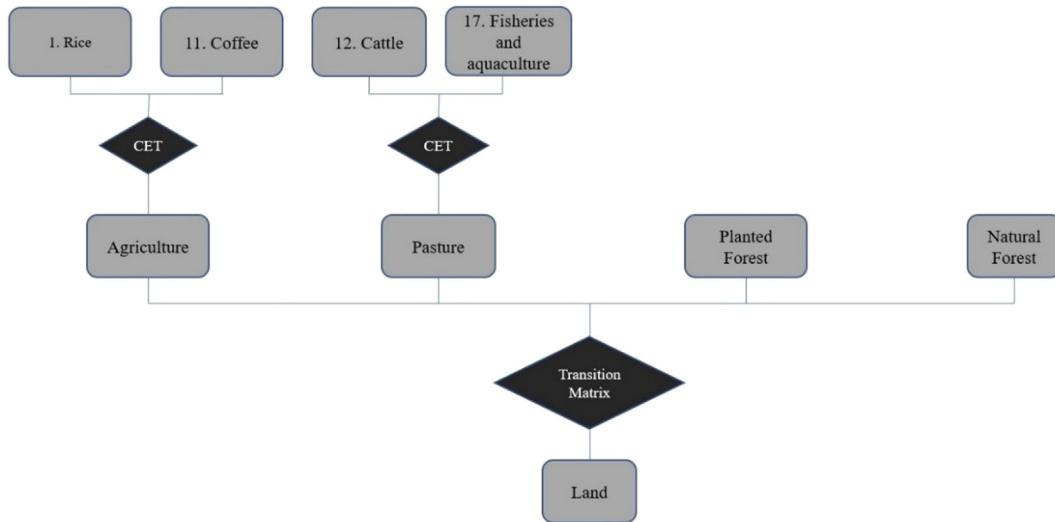 1. Rice
11. Coffee
12. Cattle
17. Fisheries
and
aquaculture
CET
CET
Agriculture
Pasture
Planted
Forest
Natural
Forest
Transition
Matrix
Land